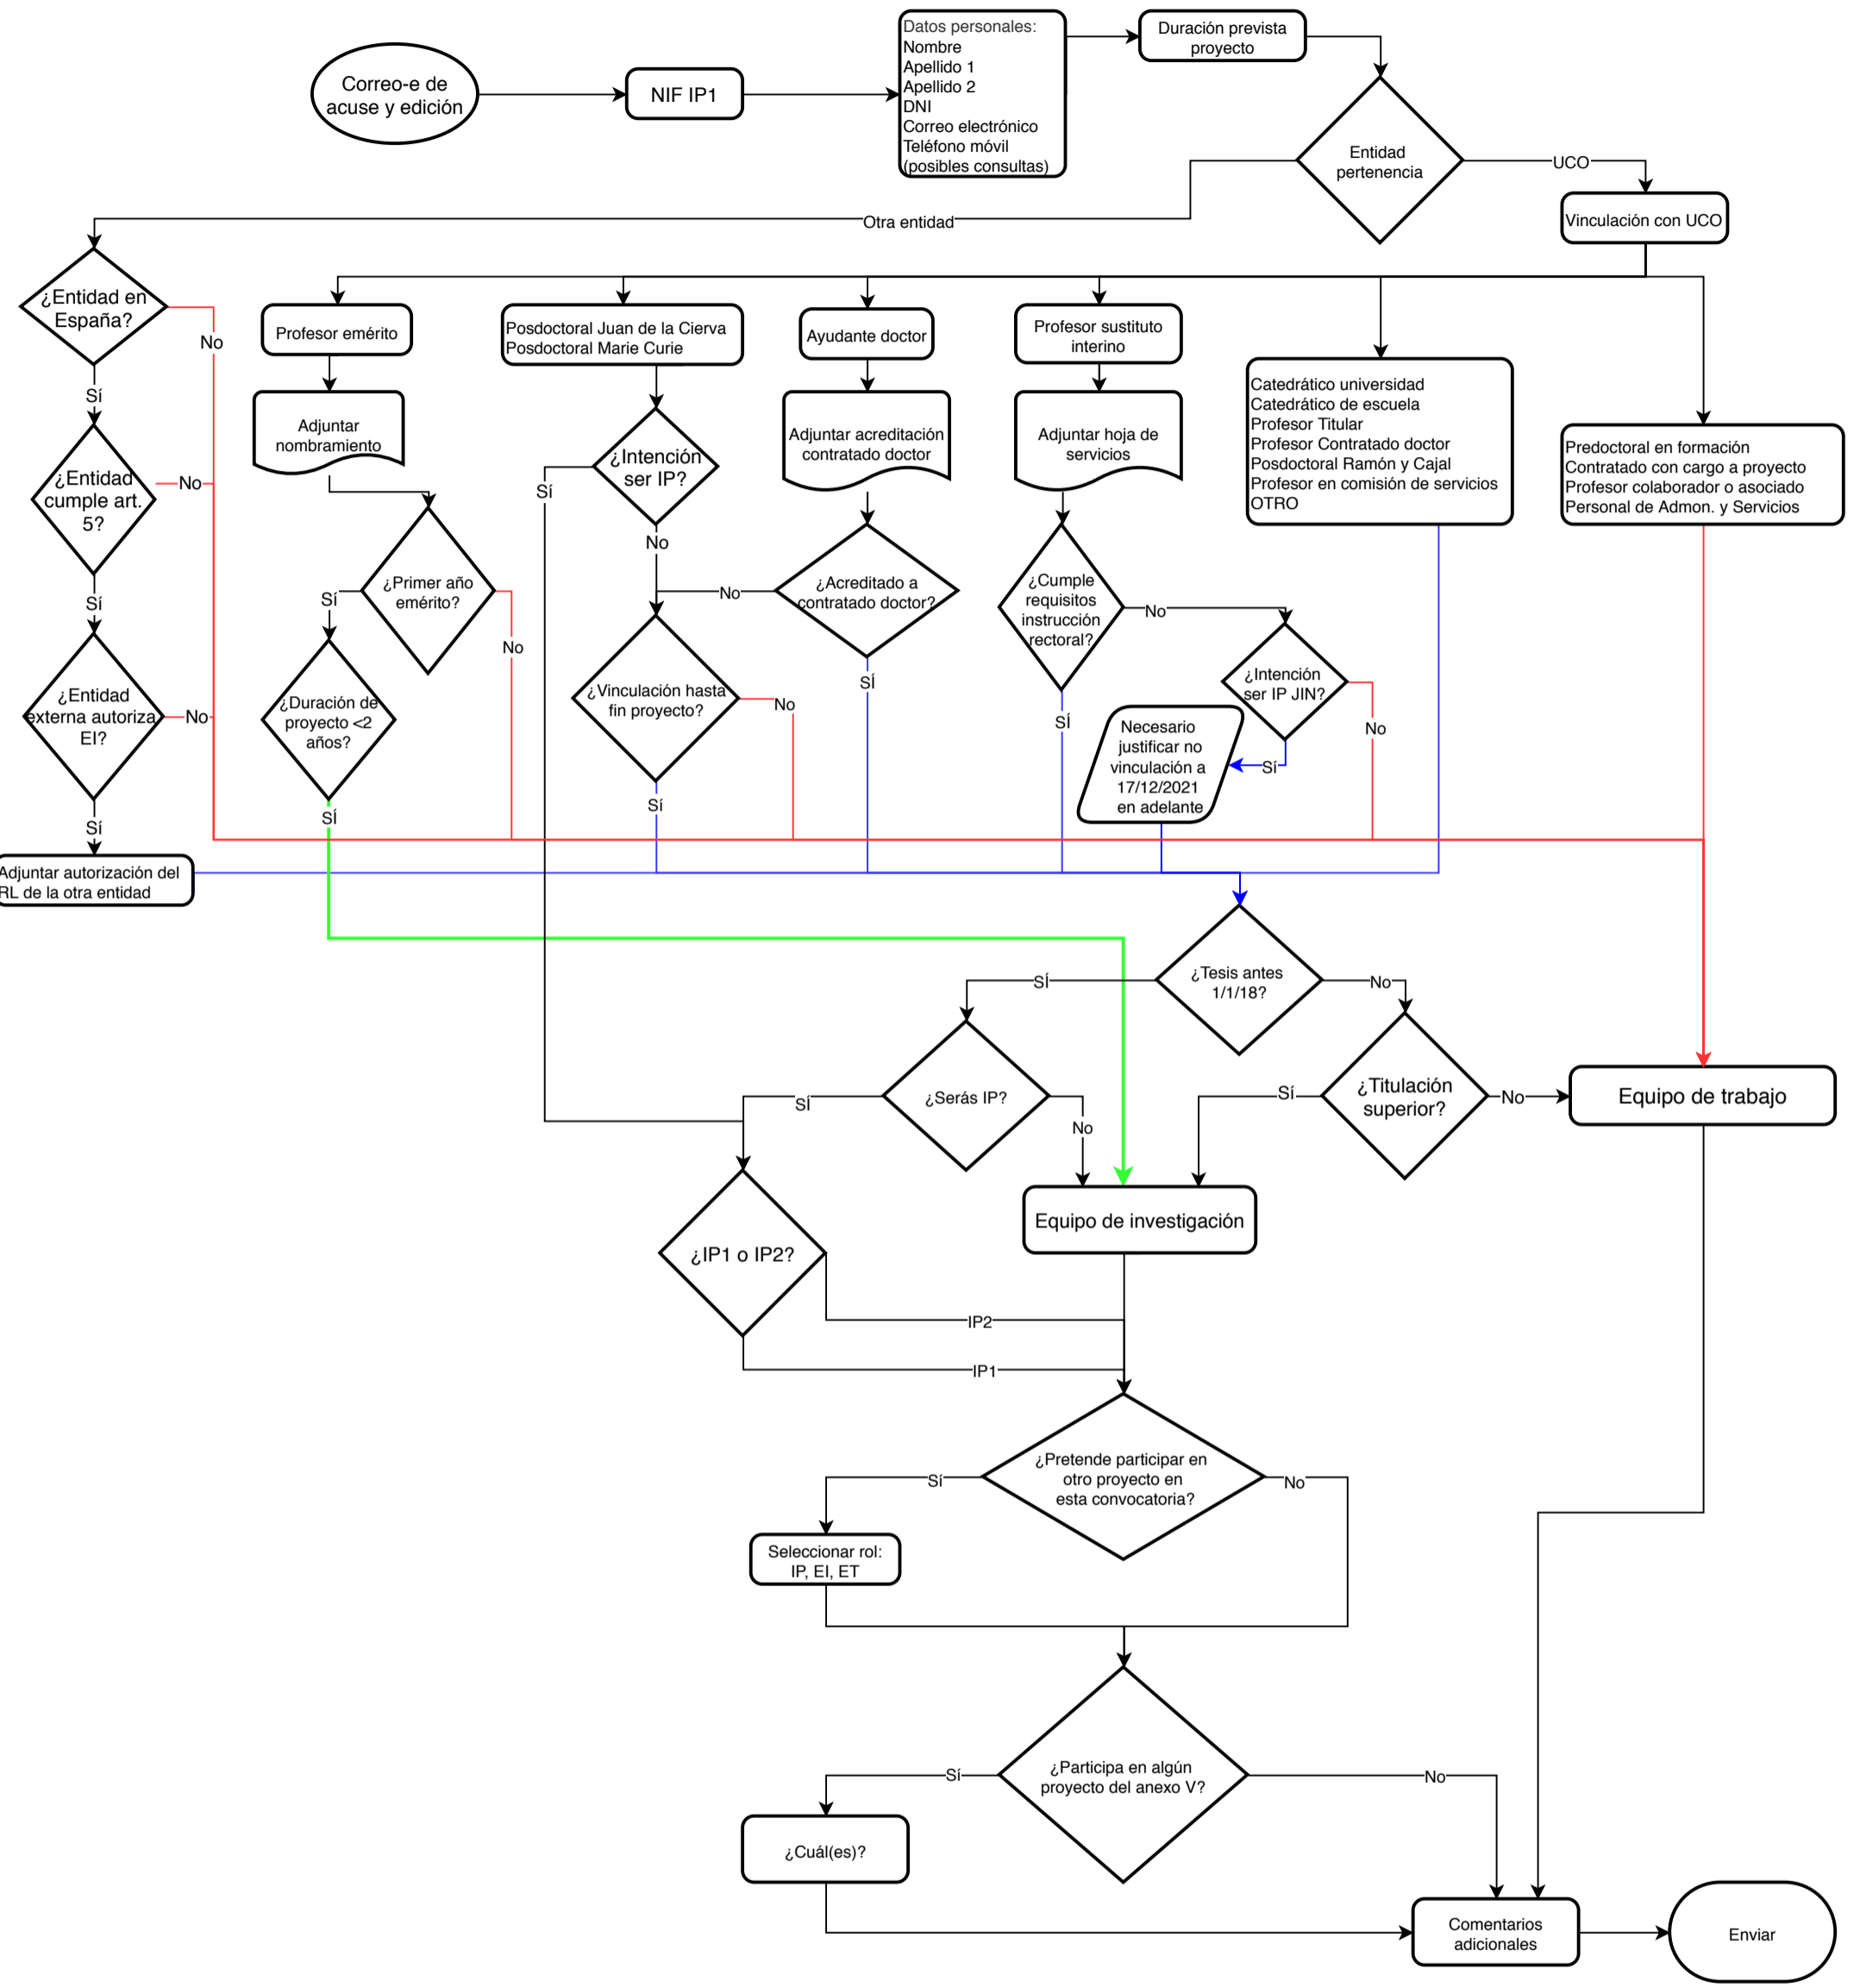 Correo-e de
acuse y edición
NIF IP1
Datos personales:
Nombre
Apellido 1
Apellido 2
DNI
Correo electrónico
Teléfono móvil
(posibles consultas)
Duración prevista
proyecto
Entidad
pertenencia
UCO
Otra entidad
Vinculación con UCO
¿Entidad en
España?
No
Sí
¿Entidad
cumple art.
5?
No
Sí
¿Entidad
externa autoriza
EI?
No
Sí
Adjuntar autorización del
RL de la otra entidad
Profesor emérito
Adjuntar
nombramiento
¿Primer año
emérito?
Sí
No
¿Duración de
proyecto <2
años?
SÍ
Posdoctoral Juan de la Cierva
Posdoctoral Marie Curie
¿Intención
ser IP?
Sí
No
¿Vinculación hasta
fin proyecto?
No
Sí
Ayudante doctor
Adjuntar acreditación
contratado doctor
¿Acreditado a
contratado doctor?
No
SÍ
Profesor sustituto
interino
Adjuntar hoja de
servicios
¿Cumple
requisitos
instrucción
rectoral?
No
SÍ
¿Intención
ser IP JIN?
No
Sí
Necesario
justificar no
vinculación a
17/12/2021
en adelante
Catedrático universidad
Catedrático de escuela
Profesor Titular
Profesor Contratado doctor
Posdoctoral Ramón y Cajal
Profesor en comisión de servicios
OTRO
Predoctoral en formación
Contratado con cargo a proyecto
Profesor colaborador o asociado
Personal de Admon. y Servicios
¿Tesis antes
1/1/18?
SÍ
No
¿Serás IP?
SÍ
No
¿Titulación
superior?
Sí
No
Equipo de trabajo
Equipo de investigación
¿IP1 o IP2?
IP2
IP1
¿Pretende participar en
otro proyecto en
esta convocatoria?
Sí
No
Seleccionar rol:
IP, EI, ET
¿Participa en algún
proyecto del anexo V?
Sí
No
¿Cuál(es)?
Comentarios
adicionales
Enviar